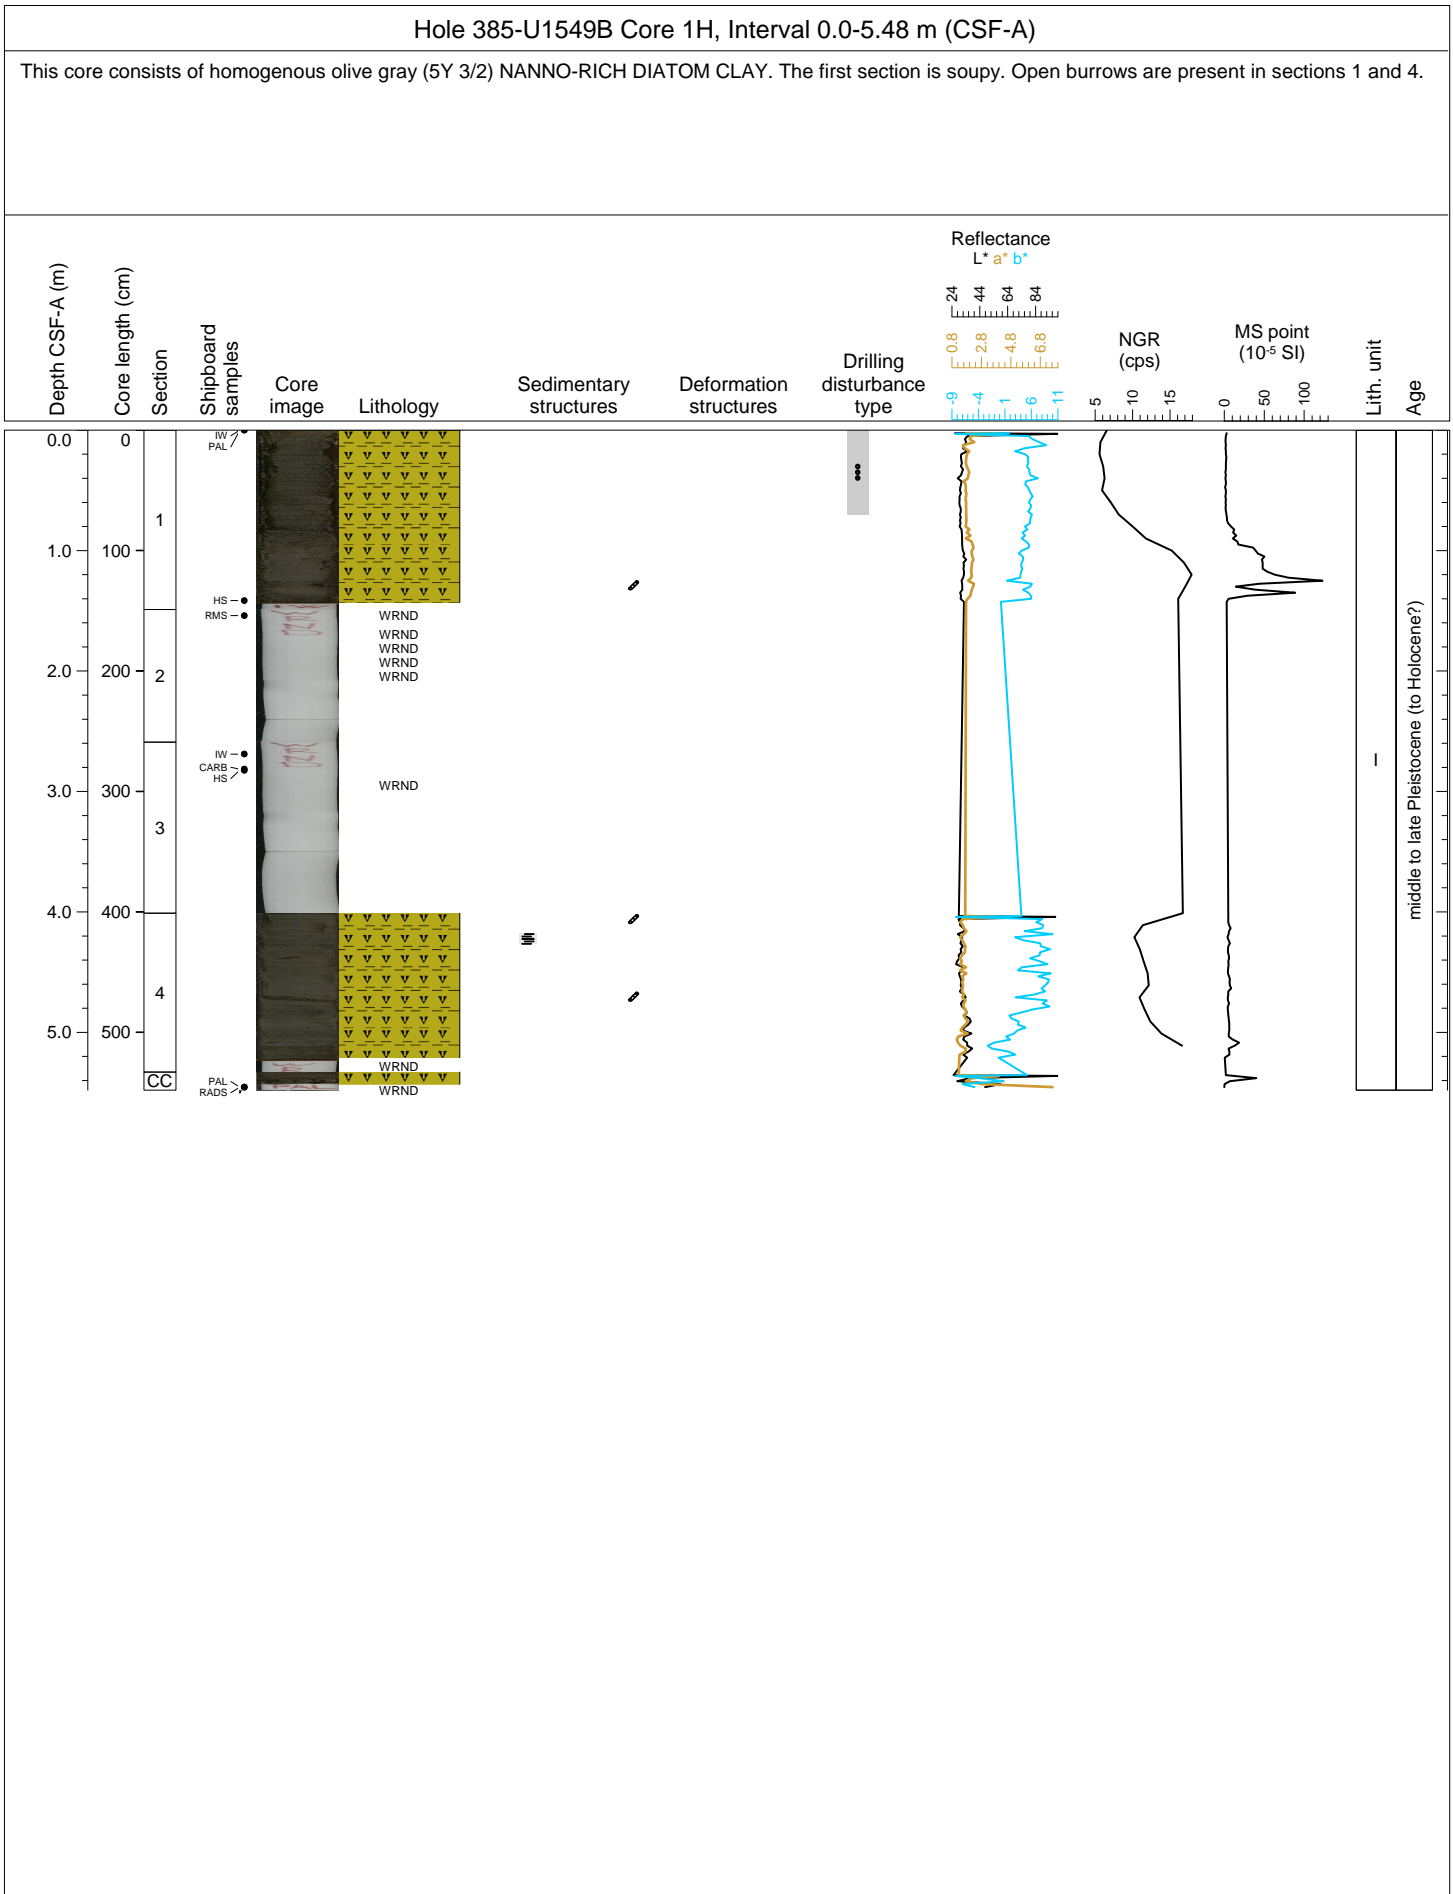 Hole 385-U1549B Core 1H, Interval 0.0-5.48 m (CSF-A)
This core consists of homogenous olive gray (5Y 3/2) NANNO-RICH DIATOM CLAY. The first section is soupy. Open burrows are present in sections 1 and 4.
Depth CSF-A (m)
Core length (cm)
Section
Shipboard
samples
Core
image
Lithology
Sedimentary
structures
Deformation
structures
Drilling
disturbance
type
Reflectance
L* a* b*
24 44 64 84
0.8 2.8 4.8 6.8
-9 -4 1 6 11
NGR
(cps)
5 10 15
MS point
(10-5 SI)
0 50 100
Lith. unit
Age
0.0 0
IW
PAL
1
1.0 100
HS
RMS
WRND
WRND
WRND
WRND
2.0 200 2
WRND
IW
CARB
HS
I
3.0 300
WRND
3
middle to late Pleistocene (to Holocene?)
4.0 400
4
5.0 500
WRND
CC
PAL
RADS
WRND